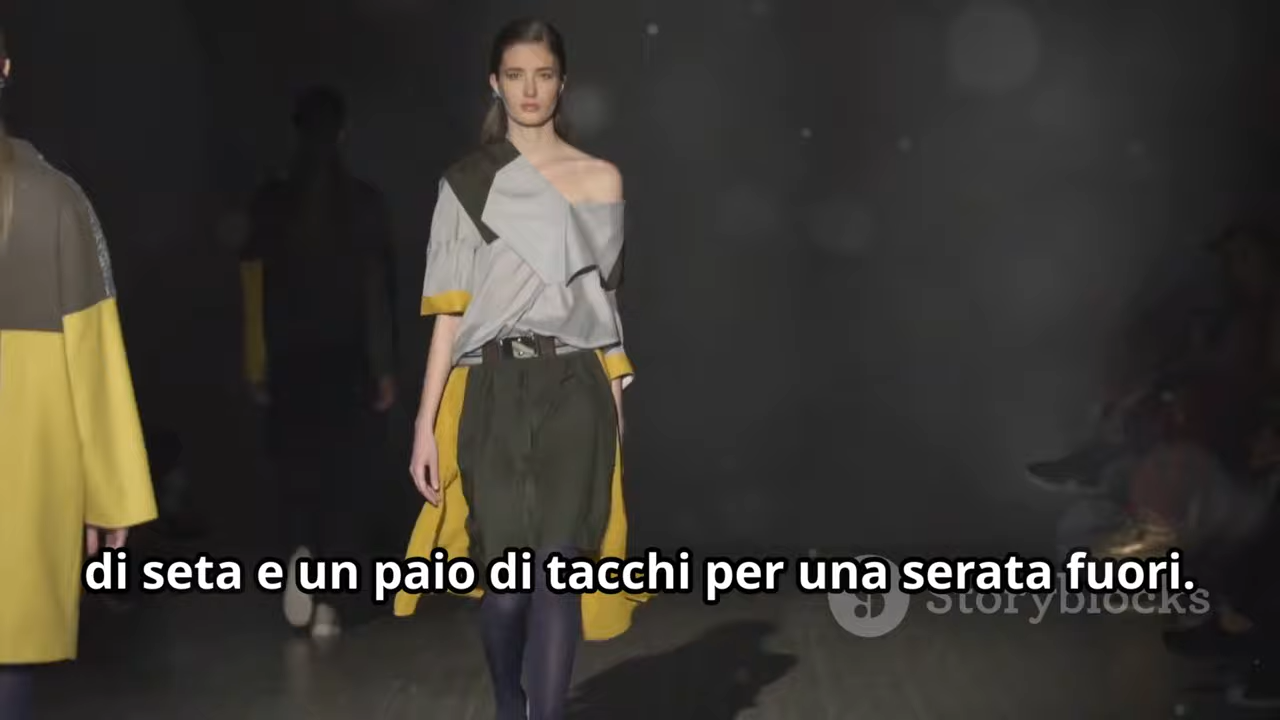 di seta e un paio di tacchi per una serata fuori.
Storyblocks